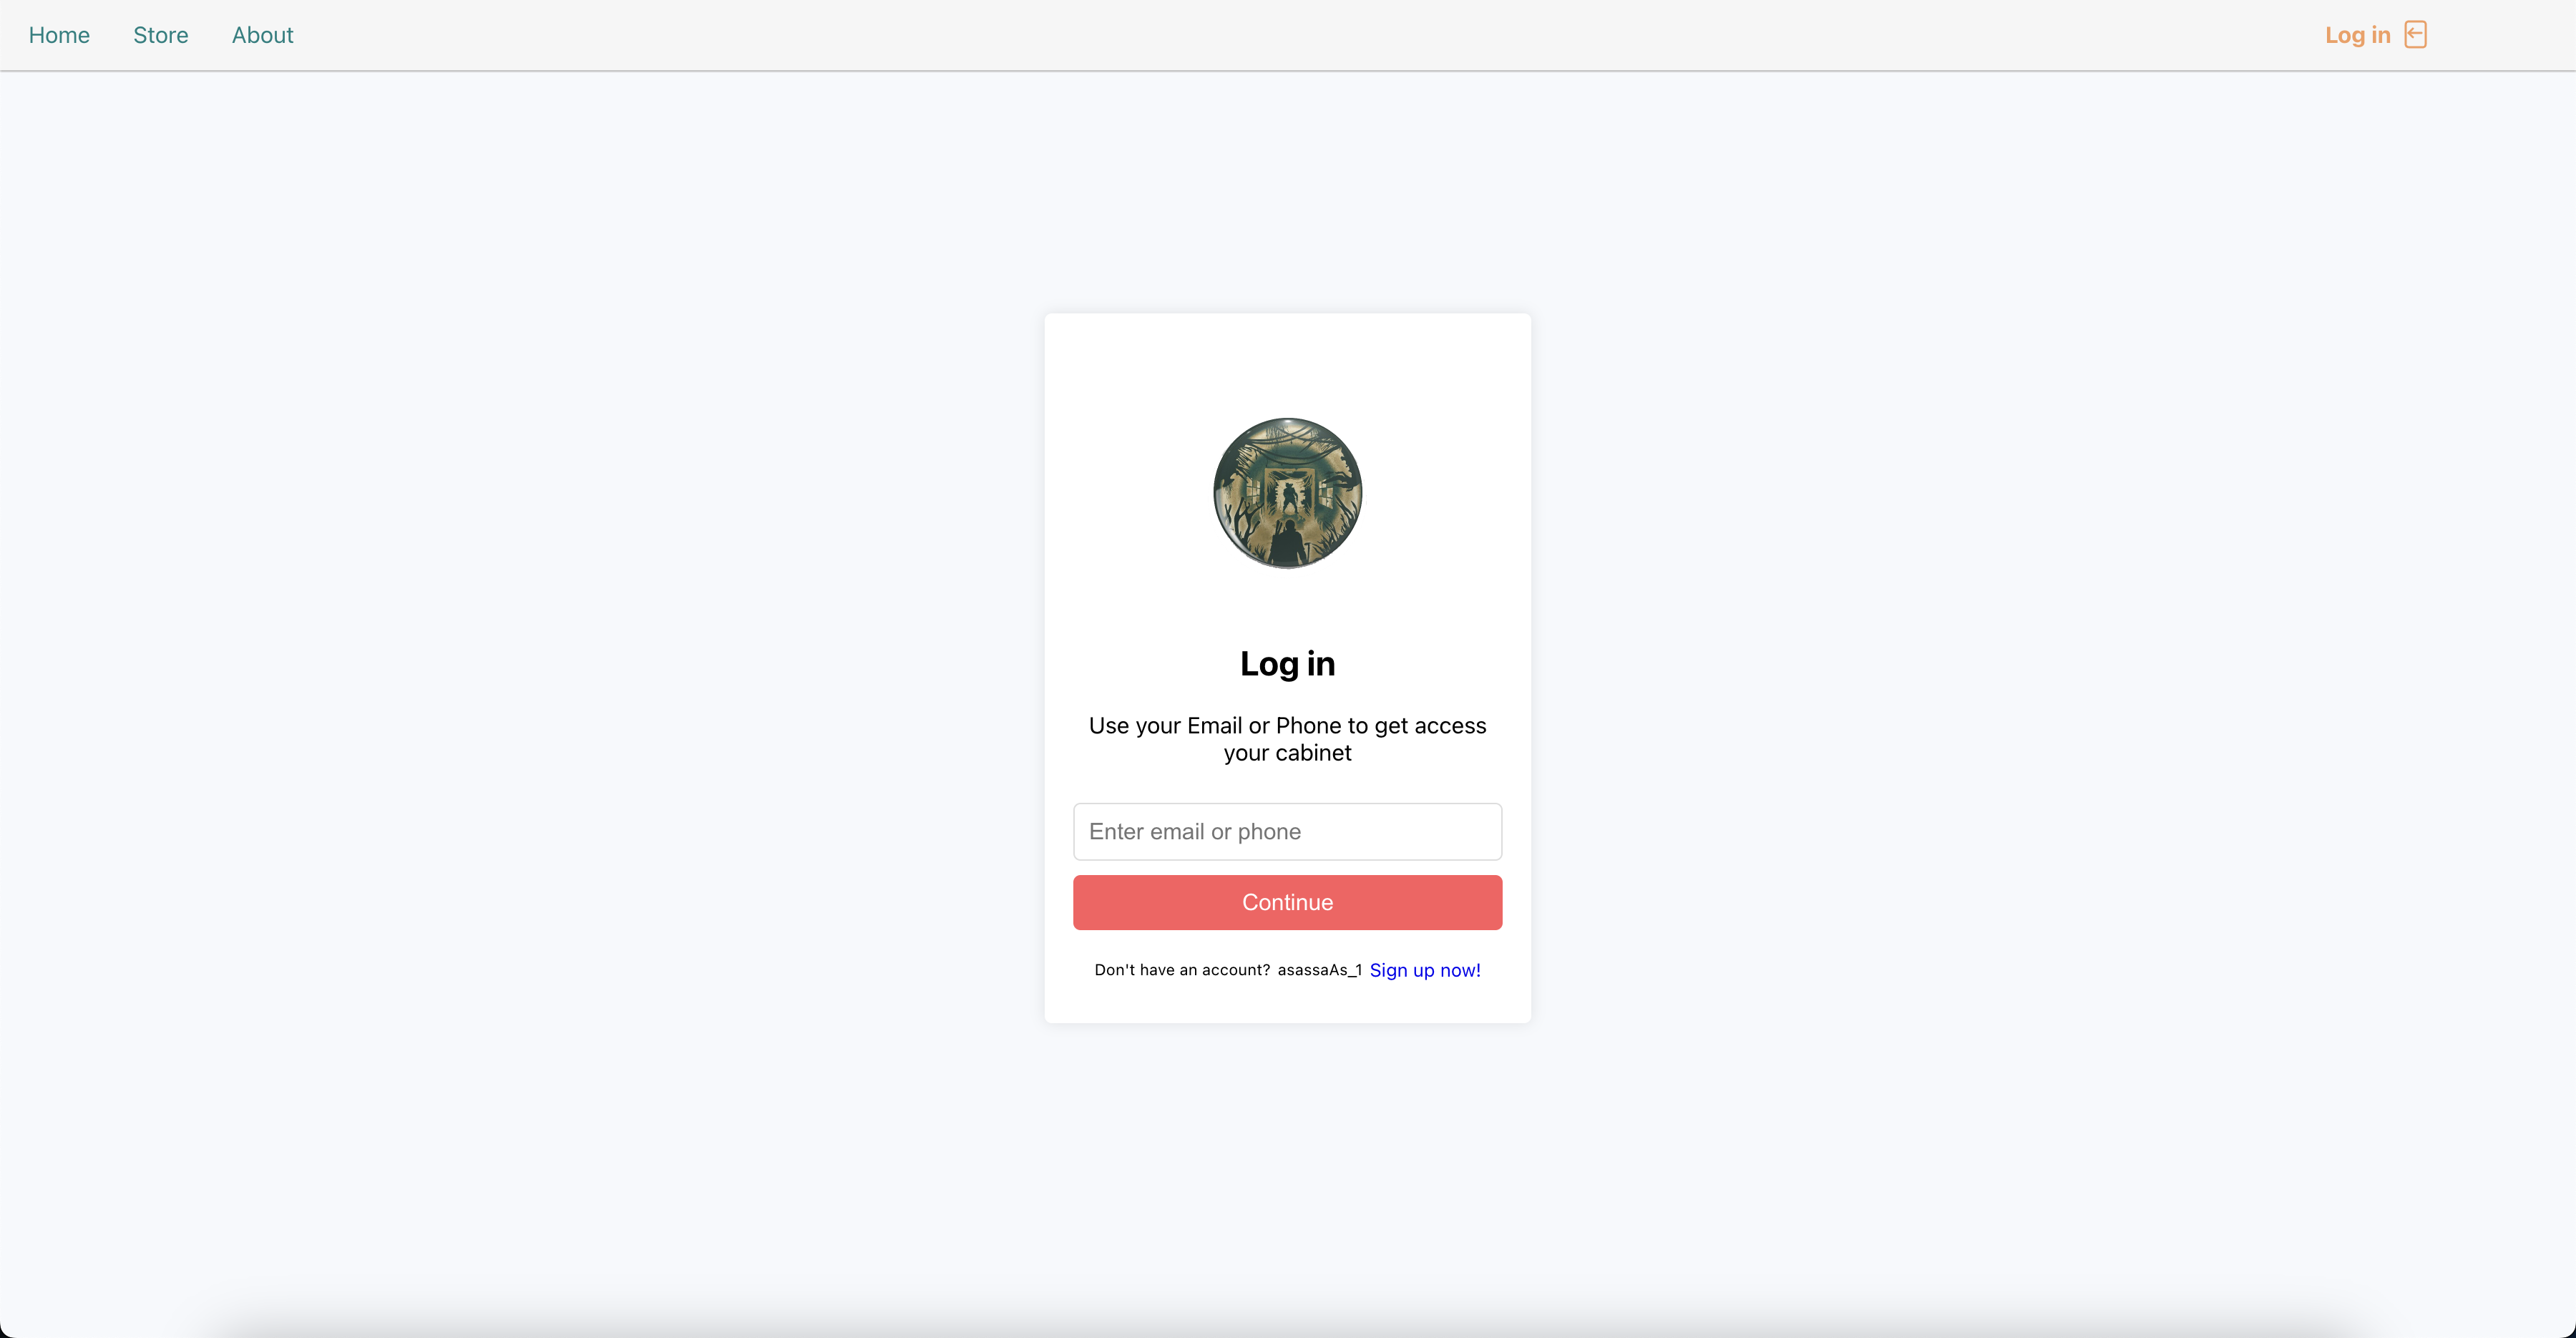 Home Store About Log in
Log in
Use your Email or Phone to get access
your cabinet
Enter email or phone
Continue
Don't have an account? asassaAs_1 Sign up now!